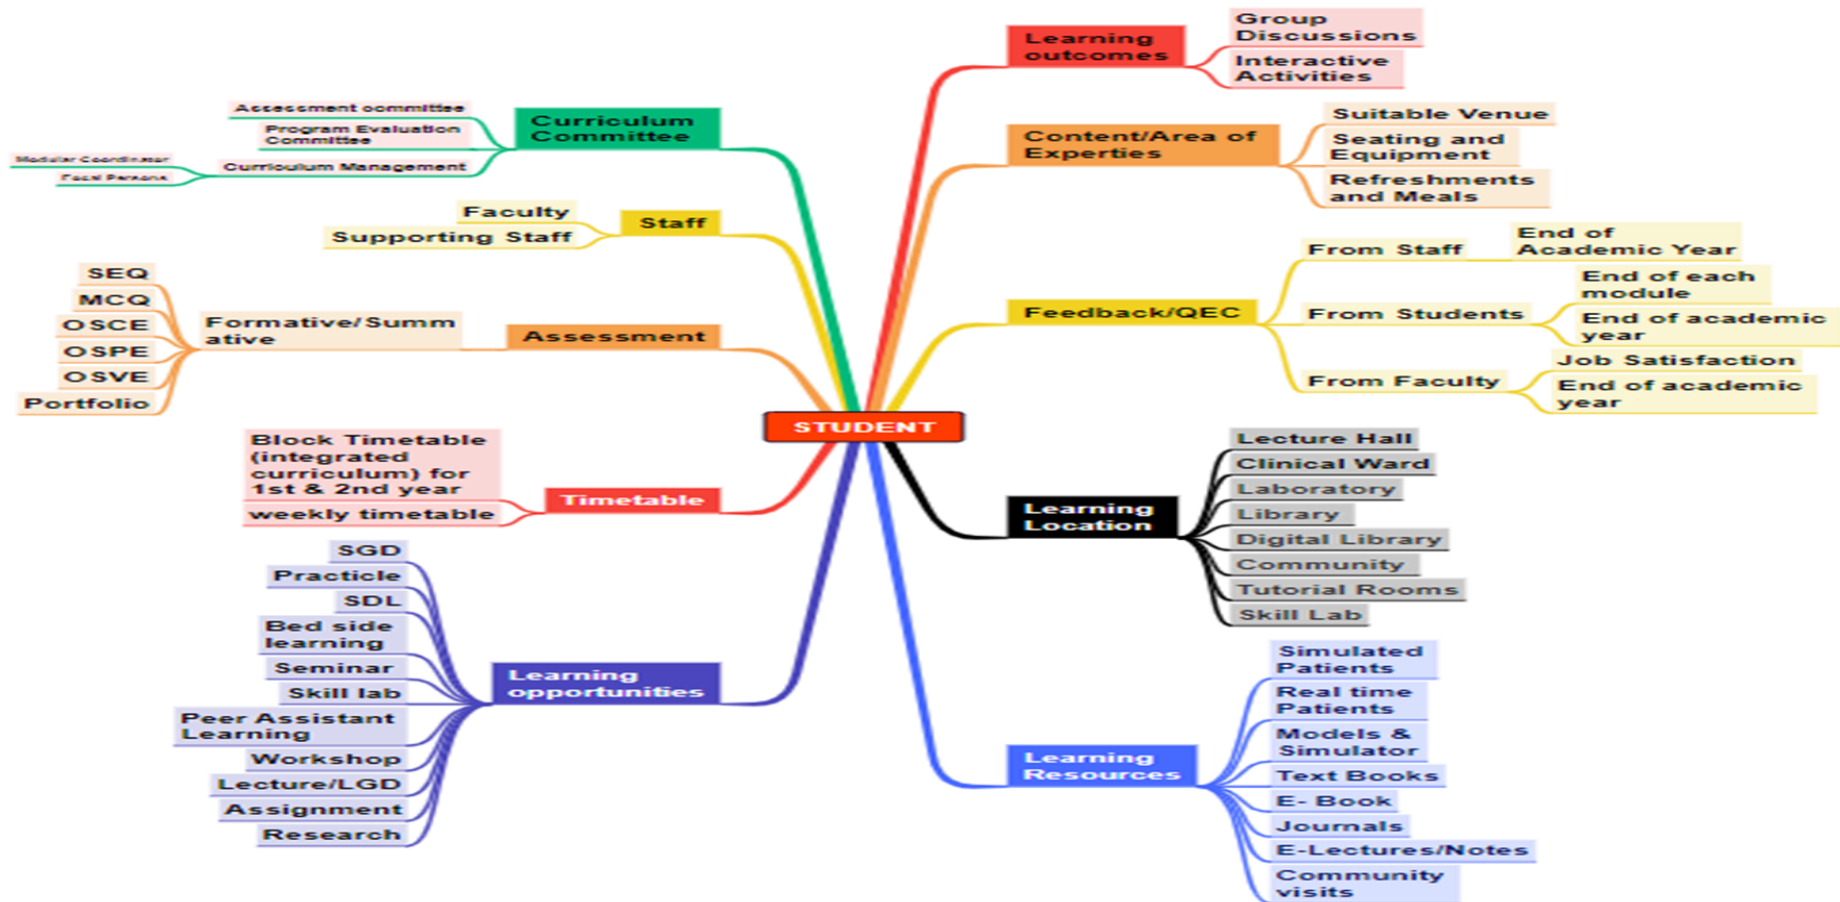 Learning
outcomes
Group
Discussions
Interactive
Activities
Content/Area of
Experties
Suitable Venue
Seating and
Equipment
Refreshments
and Meals
Feedback/QEC
From Staff
End of
Academic Year
From Students
End of each
module
End of academic
year
From Faculty
Job Satisfaction
End of academic
year
Learning
Location
Lecture Hall
Clinical Ward
Laboratory
Library
Digital Library
Community
Tutorial Rooms
Skill Lab
Learning
Resources
Simulated
Patients
Real time
Patients
Models &
Simulator
Text Books
E- Book
Journals
E-Lectures/Notes
Community
visits
STUDENT
Curriculum
Committee
Assessment committee
Program Evaluation
Committee
Curriculum Management
Modular Coordinator
Focal Persons
Staff
Faculty
Supporting Staff
Assessment
Formative/Summ
ative
SEQ
MCQ
OSCE
OSPE
OSVE
Portfolio
Timetable
Block Timetable
(integrated
curriculum) for
1st & 2nd year
weekly timetable
Learning
opportunities
SGD
Practicle
SDL
Bed side
learning
Seminar
Skill lab
Peer Assistant
Learning
Workshop
Lecture/LGD
Assignment
Research